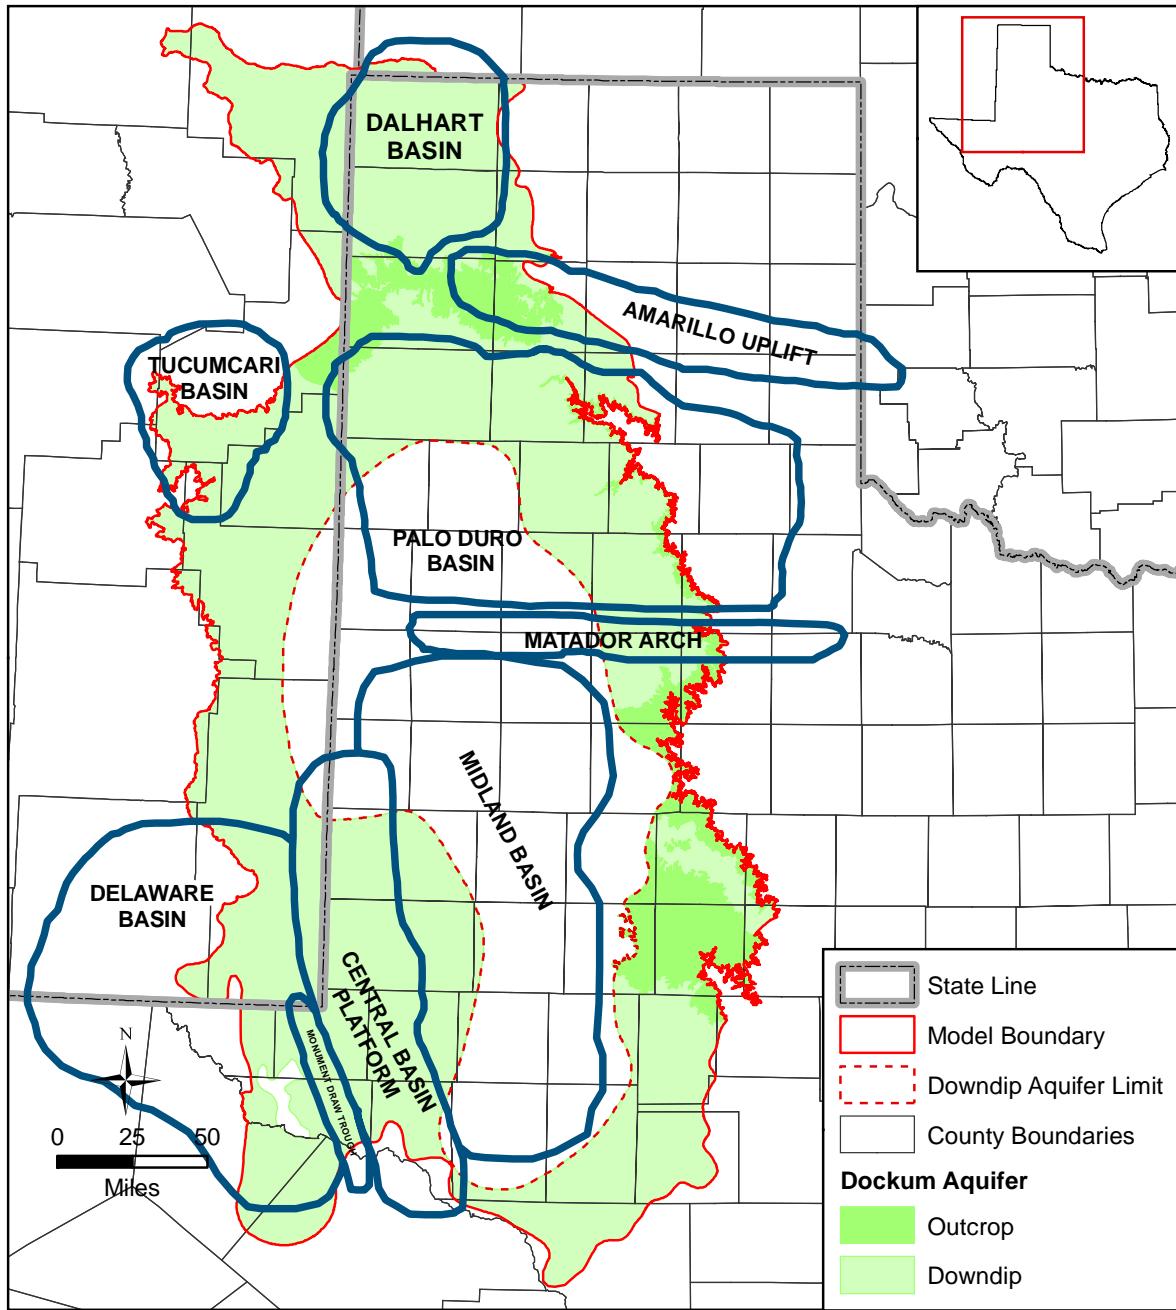 DALHART
BASIN
AMARILLO UPLIFT
TUCUMCARI
BASIN
PALO DURO
BASIN
MATADOR ARCH
MIDLAND BASIN
DELAWARE
BASIN
CENTRAL BASIN
PLATFORM
MONUMENT DRAW TROUGH
N
0 25 50
Miles
State Line
Model Boundary
Downdip Aquifer Limit
County Boundaries
Dockum Aquifer
Outcrop
Downdip